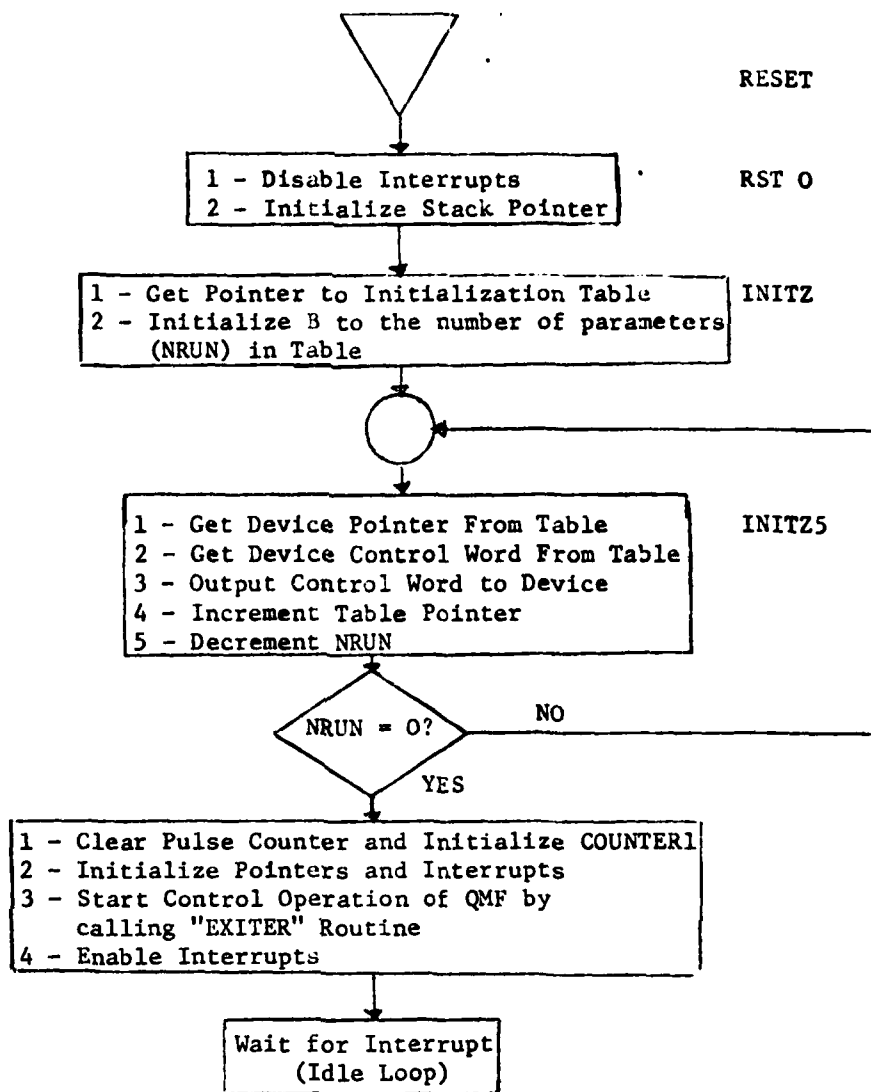 RESET
1 - Disable Interrupts
2 - Initialize Stack Pointer
RST 0
1 - Get Pointer to Initialization Table
2 - Initialize B to the number of parameters
(NRUN) in Table
INITZ
1 - Get Device Pointer From Table
2 - Get Device Control Word From Table
3 - Output Control Word to Device
4 - Increment Table Pointer
5 - Decrement NRUN
INITZ5
NRUN = 0?
NO
YES
1 - Clear Pulse Counter and Initialize COUNTER1
2 - Initialize Pointers and Interrupts
3 - Start Control Operation of QMF by
calling "EXITER" Routine
4 - Enable Interrupts
Wait for Interrupt
(Idle Loop)